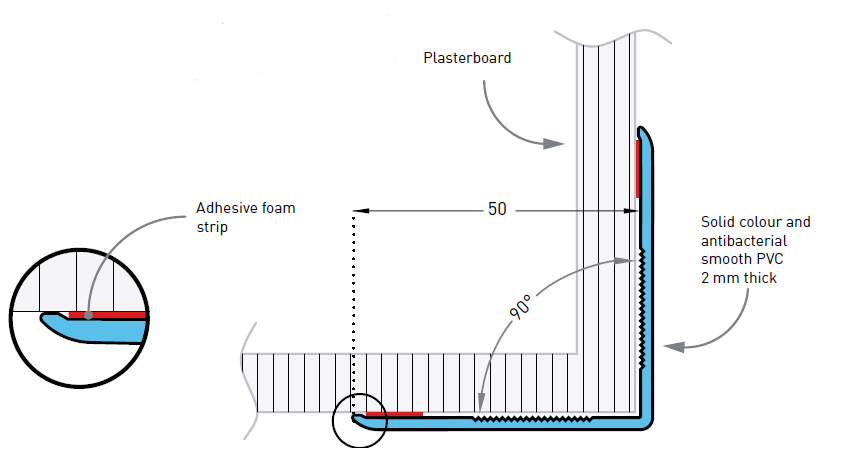 Plasterboard
Adhesive foam
strip
50
Solid colour and
antibacterial
smooth PVC
2 mm thick
90°